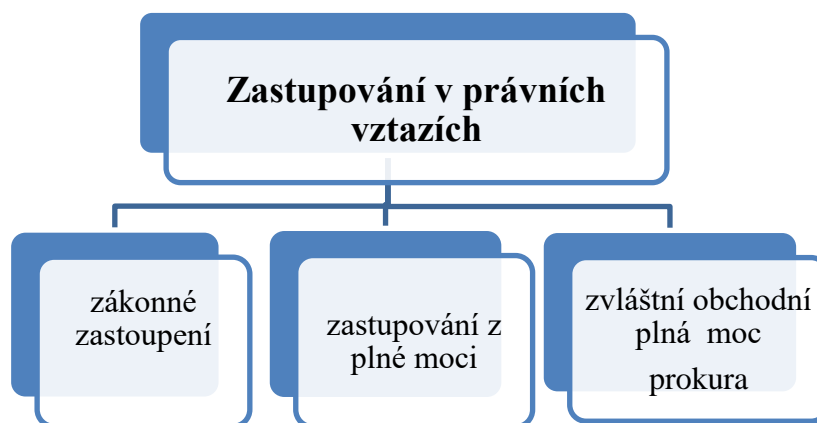 Zastupování v právních
vztazích
zákonné
zastoupení
zastupování z
plné moci
zvláštní obchodní
plná moc
prokura